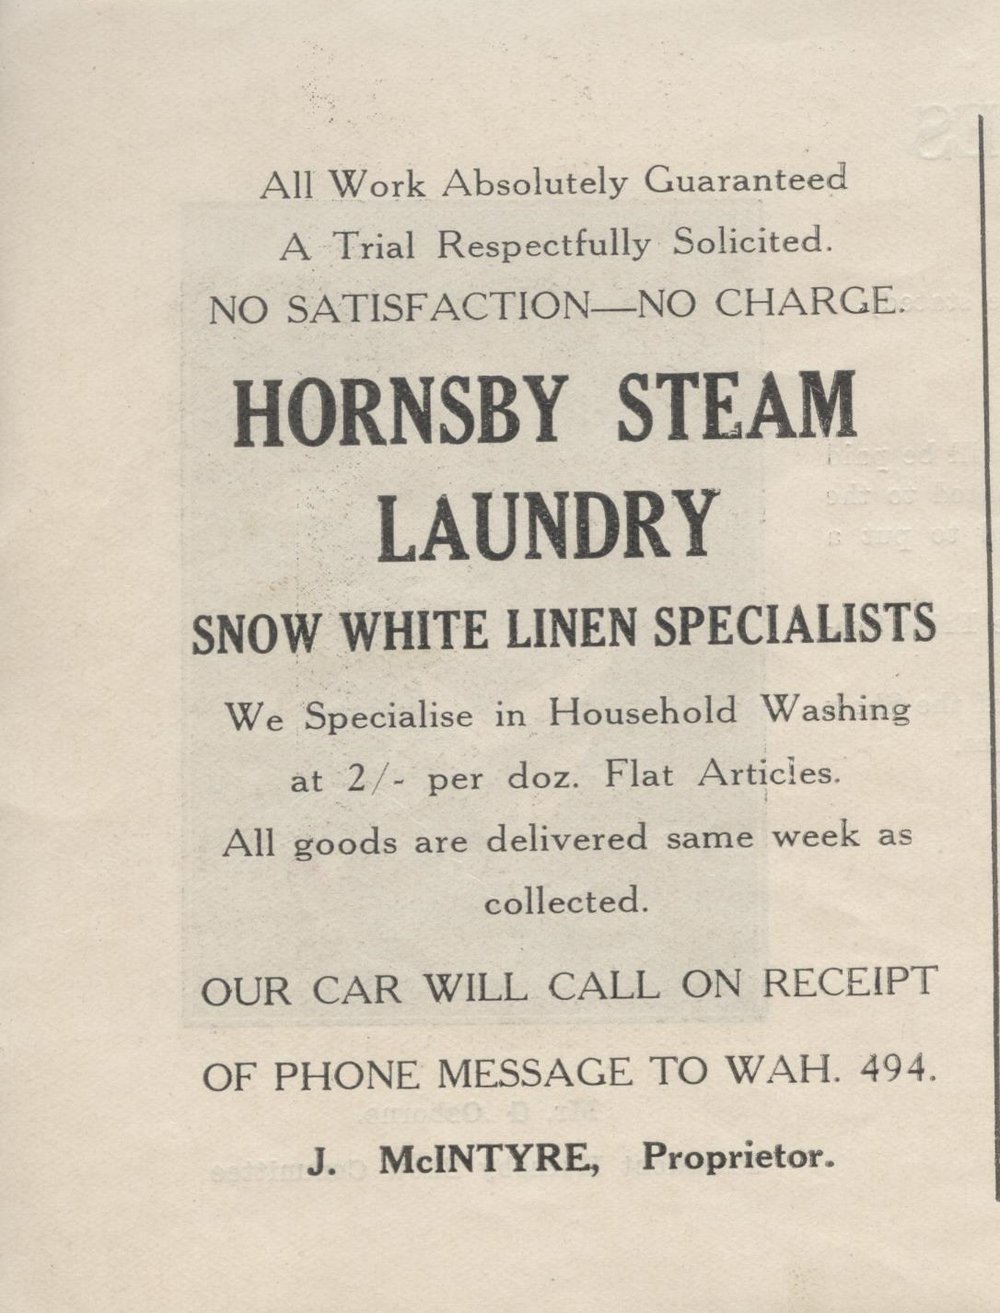 All Work Absolutely Guaranteed
A Trial Respectfully Solicited.
NO SATISFACTION—NO CHARGE.
HORNSBY STEAM
LAUNDRY
SNOW WHITE LINEN SPECIALISTS
We Specialise in Household Washing
at 2/- per doz. Flat Articles.
All goods are delivered same week as
collected.
OUR CAR WILL CALL ON RECEIPT
OF PHONE MESSAGE TO WAH. 494.
J. McINTYRE, Proprietor.